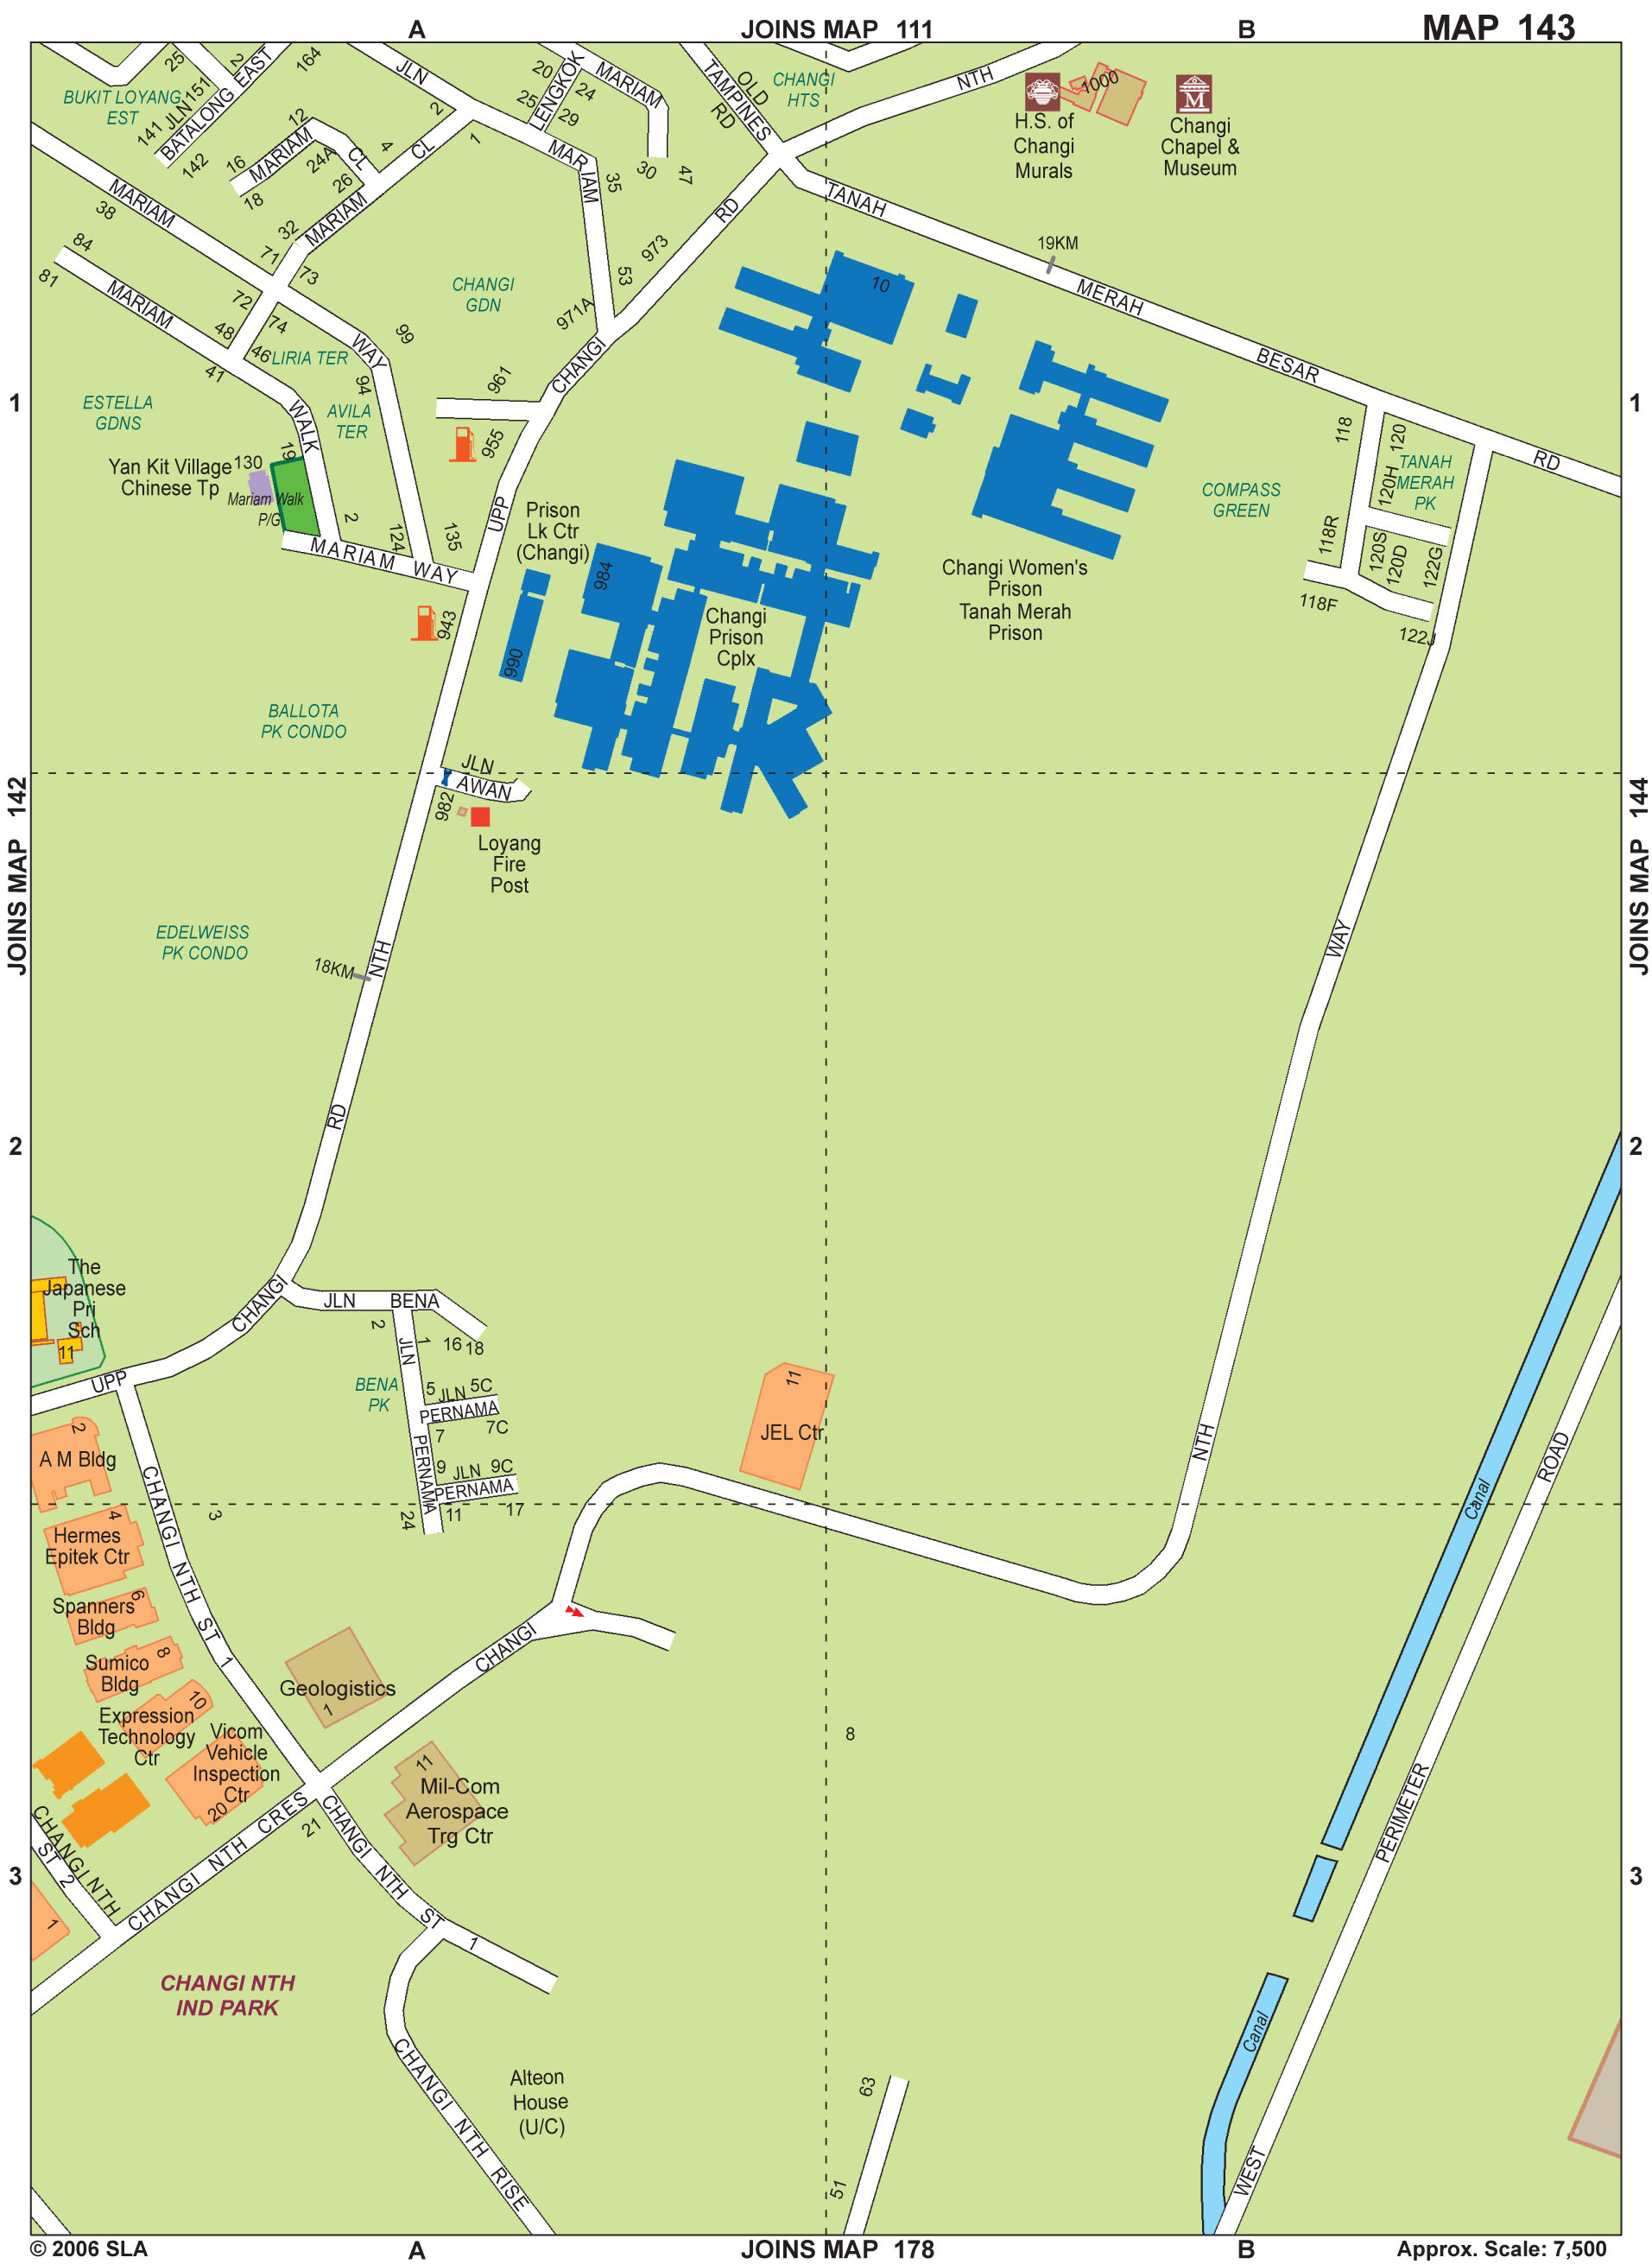 A
JOINS MAP 111
B
MAP 143
25
2
164
JLN
20
LENGKOK
MARIAM
24
25
29
TAMPINES
OLD
RD
CHANGI
HTS
NTH
1000
BUKIT LOYANG
EST
151
JLN
141
BATALONG EAST
142
12
2
4
1
16
MARIAM
24A
CL
18
26
CL
MARIAM
32
MARIAM
35
30
47
H.S. of
Changi
Murals
Changi
Chapel &
Museum
MARIAM
38
84
81
71
73
72
74
MARIAM
48
46
41
LIRIA TER
WAY
99
94
CHANGI
GDN
971A
973
53
RD
TANAH
19KM
MERAH
BESAR
RD
10
1
ESTELLA
GDNS
WALK
AVILA
TER
961
955
CHANGI
19
130
Yan Kit Village
Chinese Tp
Mariam Walk
P/G
2
124
135
MARIAM WAY
UPP
943
Prison
Lk Ctr
(Changi)
984
990
Changi
Prison
Cplx
Changi Women's
Prison
Tanah Merah
Prison
COMPASS
GREEN
118
120
120H
TANAH
MERAH
PK
118R
120S
120D
122G
118F
122J
1
BALLOTA
PK CONDO
JLN
AWAN
982
Loyang
Fire
Post
JOINS MAP 142
JOINS MAP 144
EDELWEISS
PK CONDO
18KM
NTH
WAY
RD
2
2
The
Japanese
Pri
Sch
11
CHANGI
JLN BENA
2
1
16
18
JLN
UPP
BENA
PK
5
JLN
5C
PERNAMA
7
7C
PERNAMA
9
JLN
9C
PERNAMA
11
17
24
11
JEL Ctr
NTH
ROAD
Canal
2
A M Bldg
CHANGI NTH ST 1
3
4
Hermes
Epitek Ctr
6
Spanners
Bldg
8
Sumico
Bldg
10
Expression
Technology
Ctr
Vicom
Vehicle
Inspection
Ctr
20
CHANGI
Geologistics
1
8
11
Mil-Com
Aerospace
Trg Ctr
PERIMETER
CHANGI NTH
ST 2
CHANGI NTH CRES
21
CHANGI NTH ST 1
3
3
1
CHANGI NTH
IND PARK
CHANGI NTH RISE
Alteon
House
(U/C)
63
51
Canal
WEST
© 2006 SLA
A
JOINS MAP 178
B
Approx. Scale: 7,500